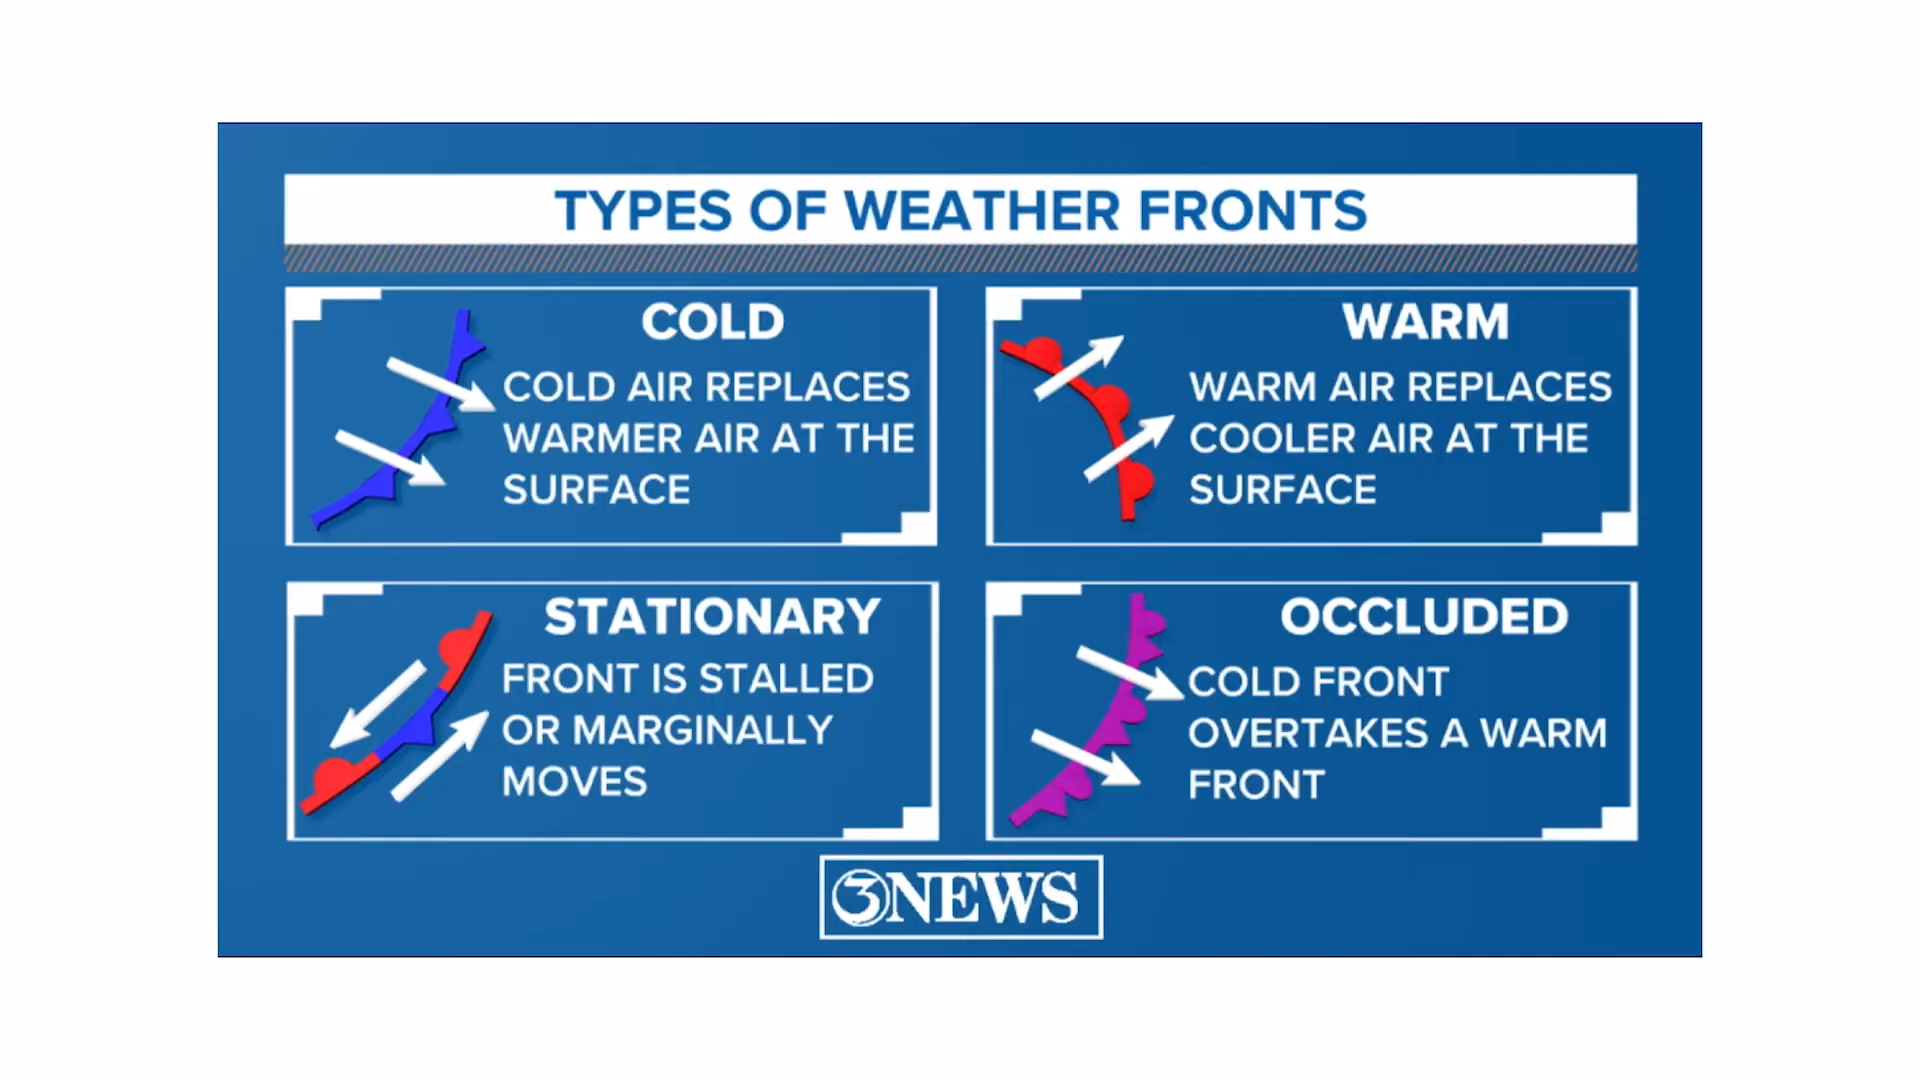 TYPES OF WEATHER FRONTS
COLD
COLD AIR REPLACES
WARMER AIR AT THE
SURFACE
WARM
WARM AIR REPLACES
COOLER AIR AT THE
SURFACE
STATIONARY
FRONT IS STALLED
OR MARGINALLY
MOVES
OCCLUDED
COLD FRONT
OVERTAKES A WARM
FRONT
3NEWS